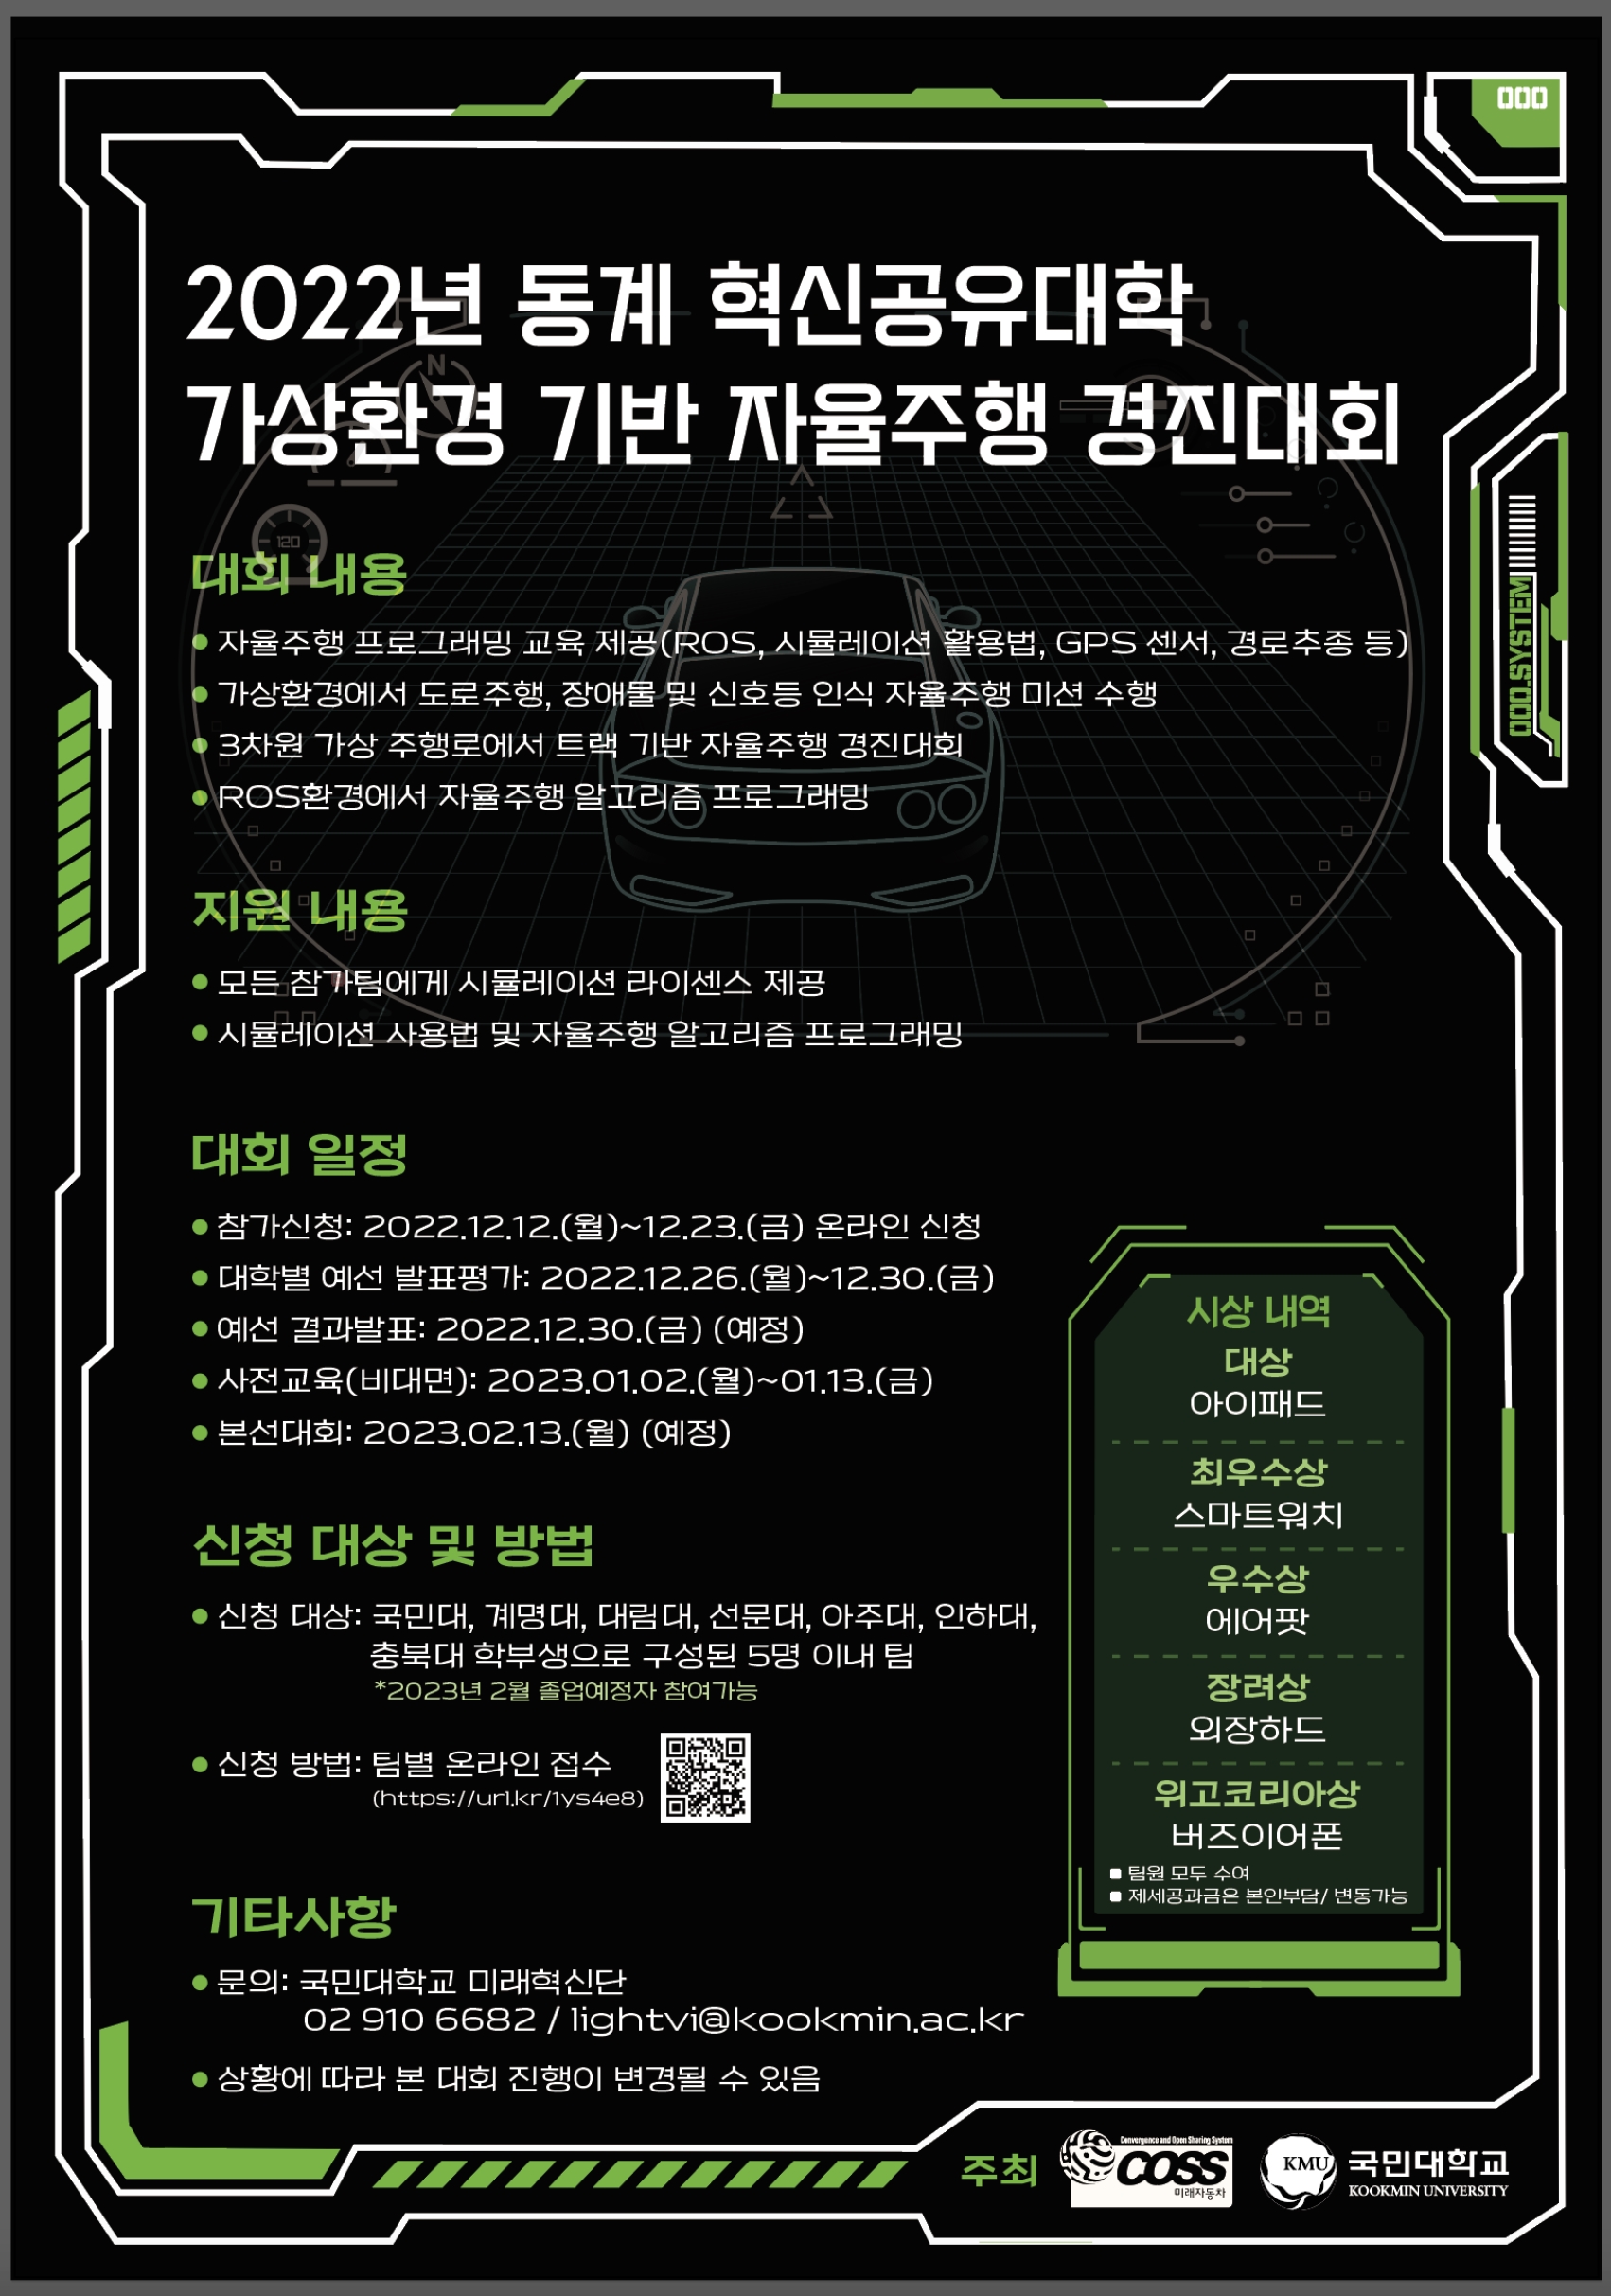 000
2022년 동계 혁신공유대학
가상환경 기반 자율주행 경진대회
N
120
000.SYSTEM
대회 내용
자율주행 프로그래밍 교육 제공(ROS, 시뮬레이션 활용법, GPS 센서, 경로추종 등)
가상환경에서 도로주행, 장애물 및 신호등 인식 자율주행 미션 수행
3차원 가상 주행로에서 트랙 기반 자율주행 경진대회
ROS환경에서 자율주행 알고리즘 프로그래밍
지원 내용
모든 참가팀에게 시뮬레이션 라이센스 제공
시뮬레이션 사용법 및 자율주행 알고리즘 프로그래밍
대회 일정
참가신청: 2022.12.12.(월)~12.23.(금) 온라인 신청
대학별 예선 발표평가: 2022.12.26.(월)~12.30.(금)
예선 결과발표: 2022.12.30.(금) (예정)
사전교육(비대면): 2023.01.02.(월)~01.13.(금)
본선대회: 2023.02.13.(월) (예정)
신청 대상 및 방법
신청 대상: 국민대, 계명대, 대림대, 선문대, 아주대, 인하대,
충북대 학부생으로 구성된 5명 이내 팀
*2023년 2월 졸업예정자 참여가능
신청 방법: 팀별 온라인 접수
(https://url.kr/1ys4e8)
시상 내역
대상
아이패드
최우수상
스마트워치
우수상
에어팟
장려상
외장하드
위고코리아상
버즈이어폰
팀원 모두 수여
제세공과금은 본인부담/ 변동가능
기타사항
문의: 국민대학교 미래혁신단
02 910 6682 / lightvi@kookmin.ac.kr
상황에 따라 본 대회 진행이 변경될 수 있음
주최
Convergence and Open Sharing System
COSS
미래자동차
KMU
국민대학교
KOOKMIN UNIVERSITY